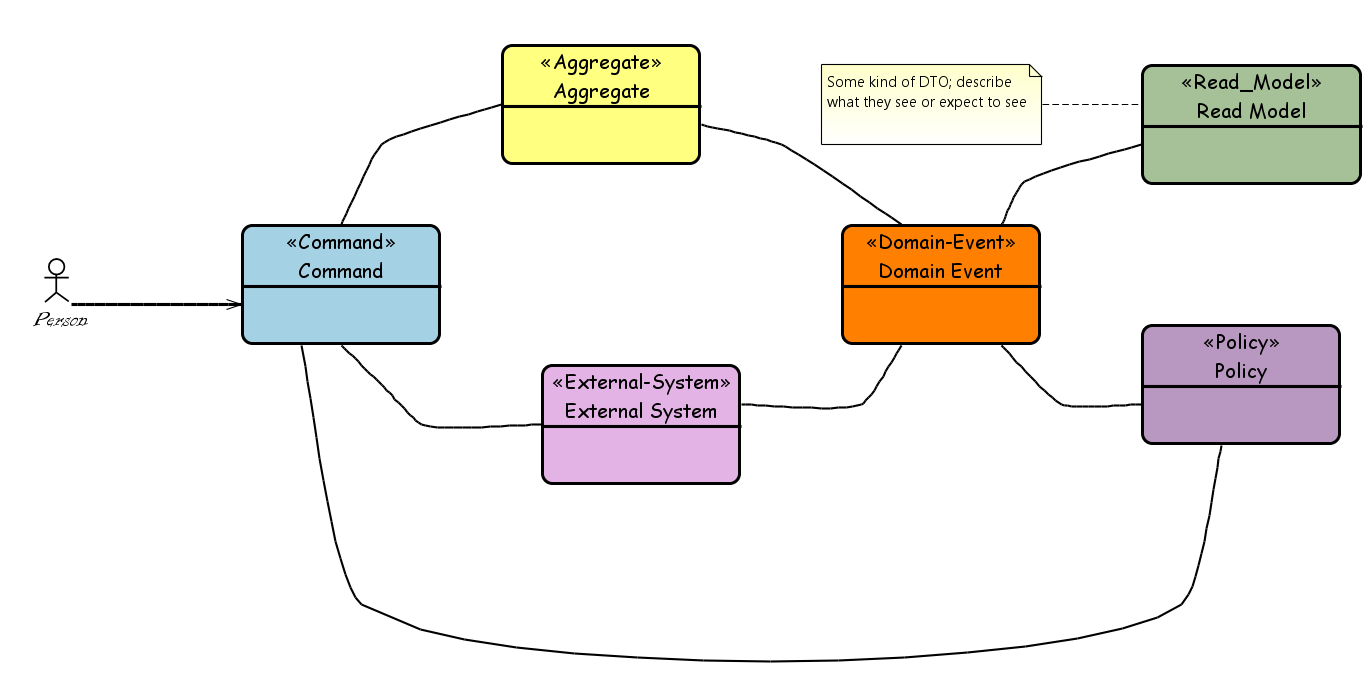 «Aggregate»
Aggregate
Some kind of DTO; describe
what they see or expect to see
«Read_Model»
Read Model
«Command»
Command
«Domain-Event»
Domain Event
Person
«External-System»
External System
«Policy»
Policy